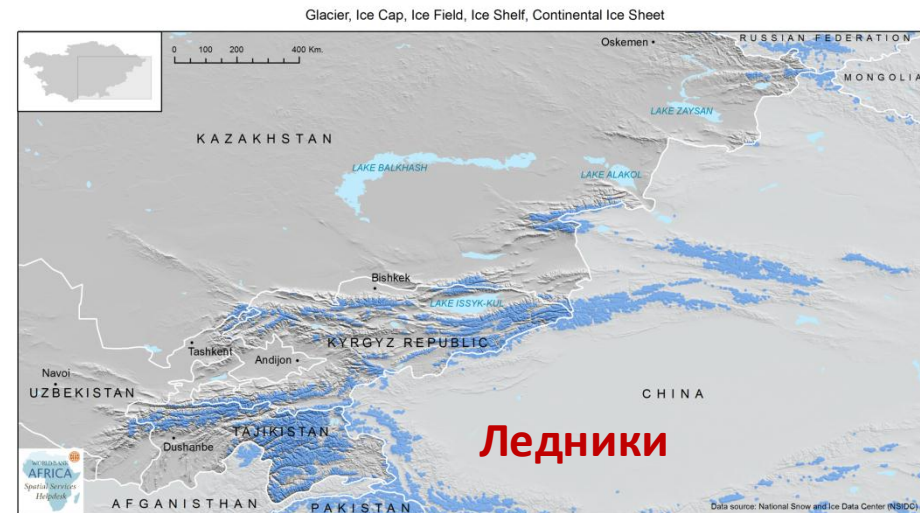 Glacier, Ice Cap, Ice Field, Ice Shelf, Continental Ice Sheet
0 100 200 400 Km.
Oskemen
RUSSIAN FEDERATION
MONGOLIA
LAKE ZAYSAN
KAZAKHSTAN
LAKE BALKHASH
LAKE ALAKOL
Bishkek
LAKE ISSYK-KUL
Tashkent
KYRGYZ REPUBLIC
Andijon
Navoi
UZBEKISTAN
CHINA
TAJIKISTAN
Ледники
Dushanbe
WORLD BANK
AFRICA
Spatial Services
Helpdesk
AFGANISTHAN
PAKISTAN
Data source: National Snow and Ice Data Center (NSIDC)